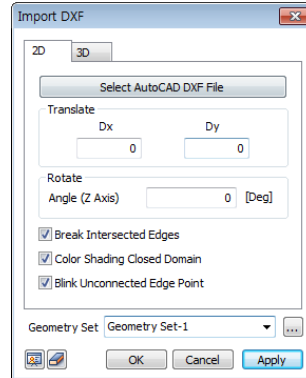 Import DXF
2D 3D
Select AutoCAD DXF File
Translate
Dx Dy
0 0
Rotate
Angle (Z Axis) 0 [Deg]
Break Intersected Edges
Color Shading Closed Domain
Blink Unconnected Edge Point
Geometry Set Geometry Set-1 ...
OK Cancel Apply